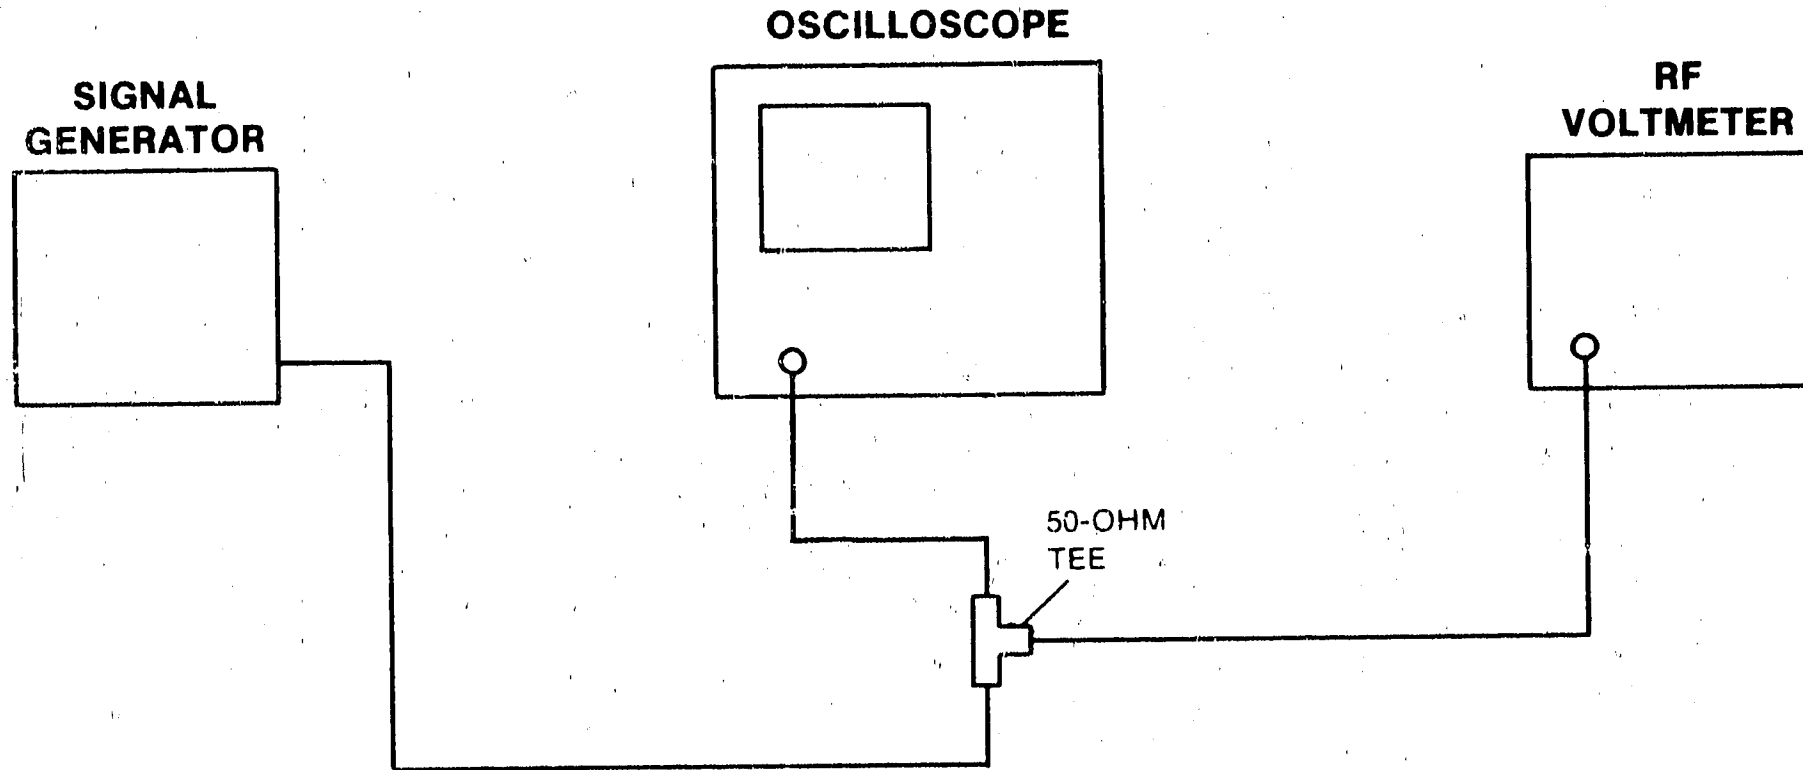 OSCILLOSCOPE
SIGNAL
GENERATOR
RF
VOLTMETER
50-OHM
TEE